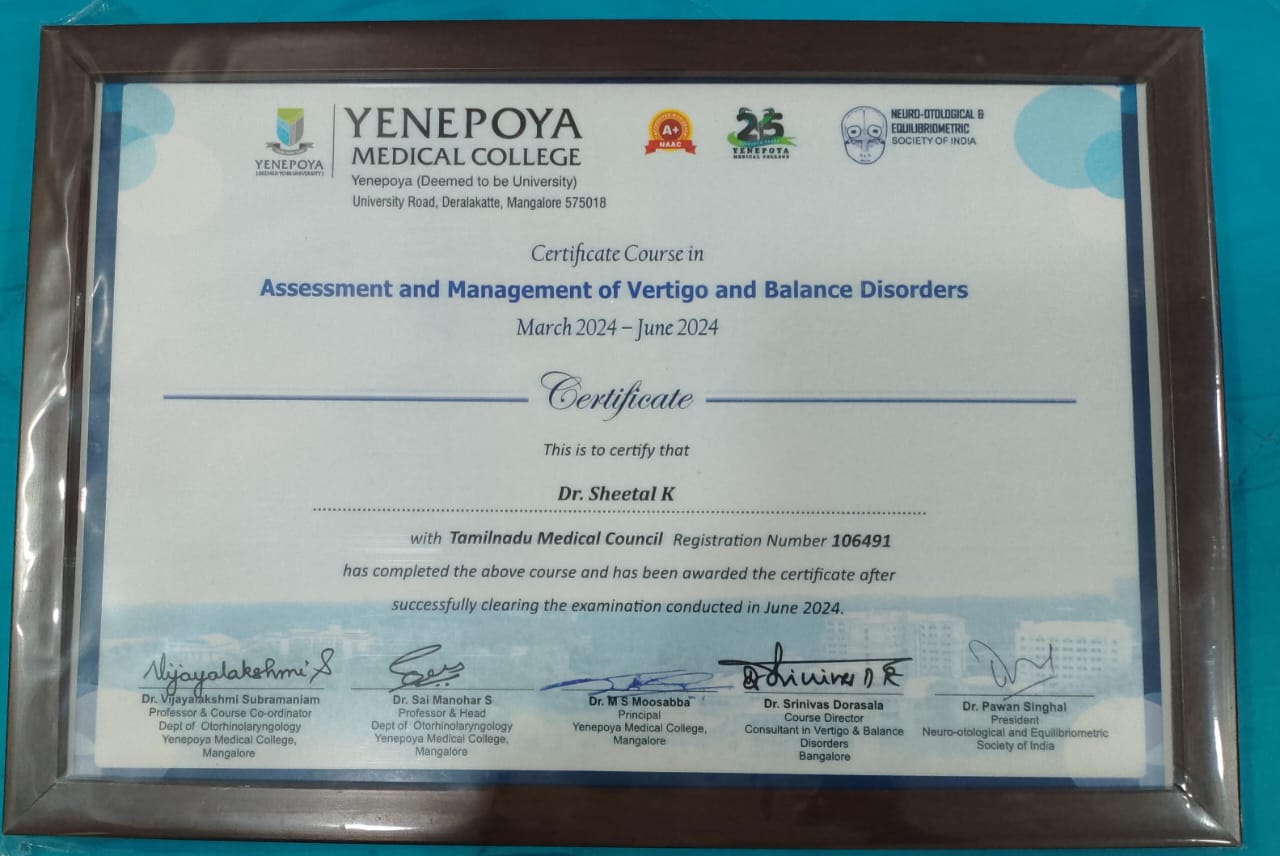 YENEPOYA
(DEEMED TO BE UNIVERSITY)
YENEPOYA
MEDICAL COLLEGE
Yenepoya (Deemed to be University)
University Road, Deralakatte, Mangalore 575018
A+
NAAC
25
YENEPOYA
MEDICAL COLLEGE
NEURO-OTOLOGICAL &
EQUILIBRIOMETRIC
SOCIETY OF INDIA
Certificate Course in
Assessment and Management of Vertigo and Balance Disorders
March 2024 – June 2024
Certificate
This is to certify that
Dr. Sheetal K
with Tamilnadu Medical Council Registration Number 106491
has completed the above course and has been awarded the certificate after
successfully clearing the examination conducted in June 2024.
Vijayalakshmi S
Dr. Vijayalakshmi Subramaniam
Professor & Course Co-ordinator
Dept of Otorhinolaryngology
Yenepoya Medical College,
Mangalore
Dr. Sai Manohar S
Professor & Head
Dept of Otorhinolaryngology
Yenepoya Medical College,
Mangalore
Dr. M S Moosabba
Principal
Yenepoya Medical College,
Mangalore
Dr. Srinivas Dorasala
Course Director
Consultant in Vertigo & Balance
Disorders
Bangalore
Dr. Pawan Singhal
President
Neuro-otological and Equilibriometric
Society of India